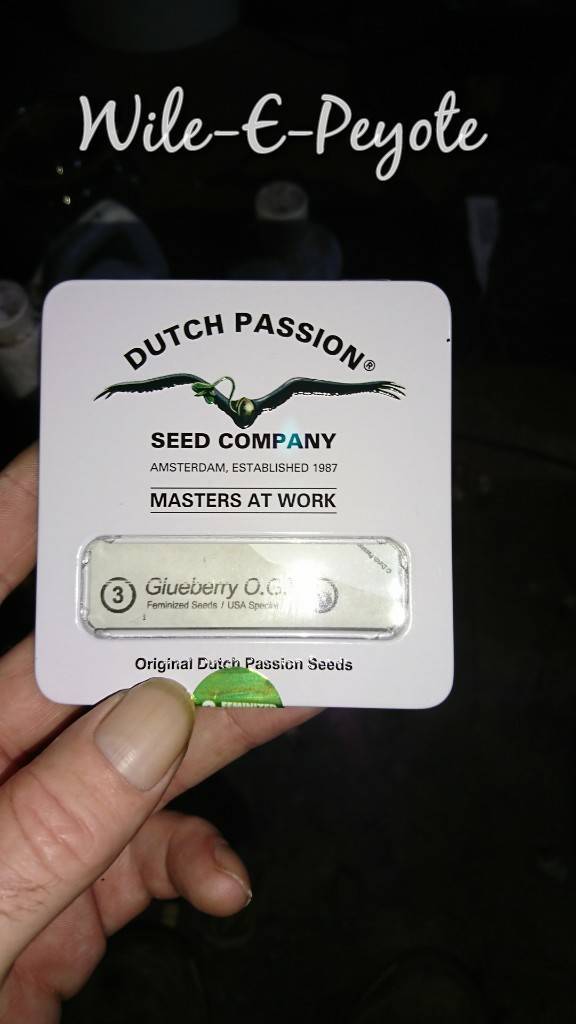 Wile-E-Peyote
DUTCH PASSION®
SEED COMPANY
AMSTERDAM, ESTABLISHED 1987
MASTERS AT WORK
3 Glueberry O.G.
Feminized Seeds / USA Special
Original Dutch Passion Seeds
FEMINIZED